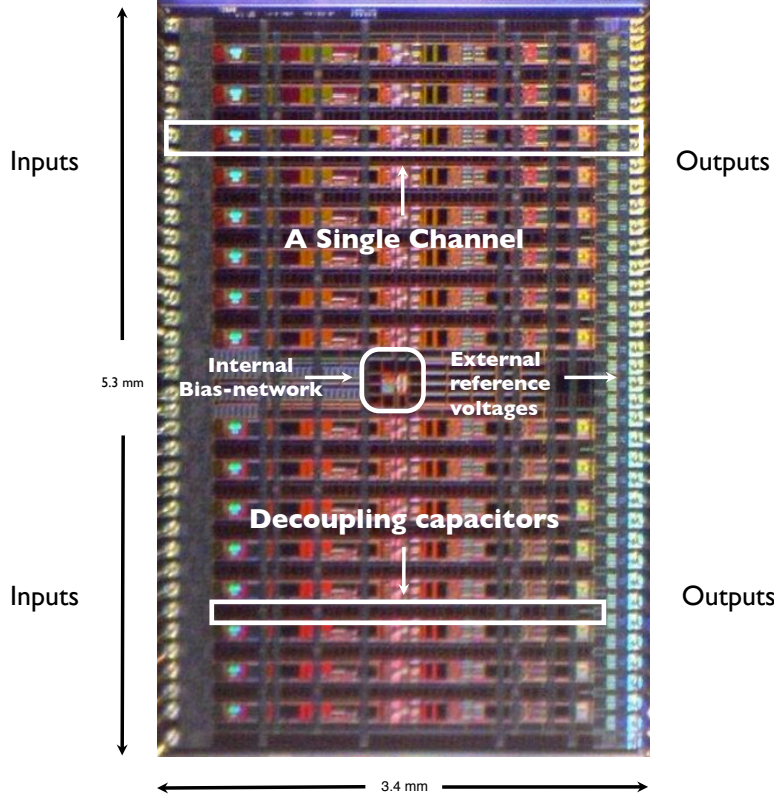 Inputs
Outputs
A Single Channel
Internal
Bias-network
External
reference
voltages
5.3 mm
Decoupling capacitors
Inputs
Outputs
3.4 mm